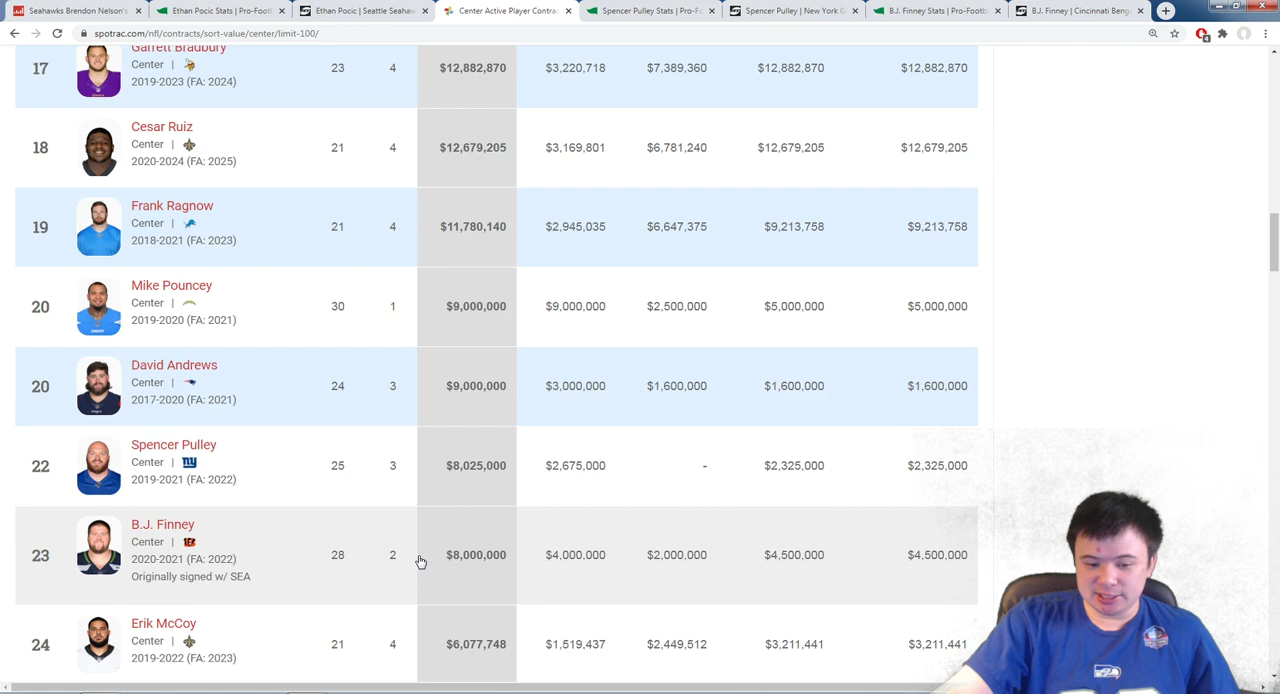 Seahawks Brendon Nelson's
Ethan Pocic Stats | Pro-Footl
Ethan Pocic | Seattle Seahaw
Center Active Player Contrac
Spencer Pulley Stats | Pro-Fo
Spencer Pulley | New York G
B.J. Finney Stats | Pro-Footb
B.J. Finney | Cincinnati Beng
spotrac.com/nfl/contracts/sort-value/center/limit-100/
4
17
Garrett Bradbury
Center |
2019-2023 (FA: 2024)
23 4 $12,882,870 $3,220,718 $7,389,360 $12,882,870 $12,882,870
18
Cesar Ruiz
Center |
2020-2024 (FA: 2025)
21 4 $12,679,205 $3,169,801 $6,781,240 $12,679,205 $12,679,205
19
Frank Ragnow
Center |
2018-2021 (FA: 2023)
21 4 $11,780,140 $2,945,035 $6,647,375 $9,213,758 $9,213,758
20
Mike Pouncey
Center |
2019-2020 (FA: 2021)
30 1 $9,000,000 $9,000,000 $2,500,000 $5,000,000 $5,000,000
20
David Andrews
Center |
2017-2020 (FA: 2021)
24 3 $9,000,000 $3,000,000 $1,600,000 $1,600,000 $1,600,000
22
Spencer Pulley
Center |
2019-2021 (FA: 2022)
25 3 $8,025,000 $2,675,000 - $2,325,000 $2,325,000
23
B.J. Finney
Center |
2020-2021 (FA: 2022)
Originally signed w/ SEA
28 2 $8,000,000 $4,000,000 $2,000,000 $4,500,000 $4,500,000
24
Erik McCoy
Center |
2019-2022 (FA: 2023)
21 4 $6,077,748 $1,519,437 $2,449,512 $3,211,441 $3,211,441